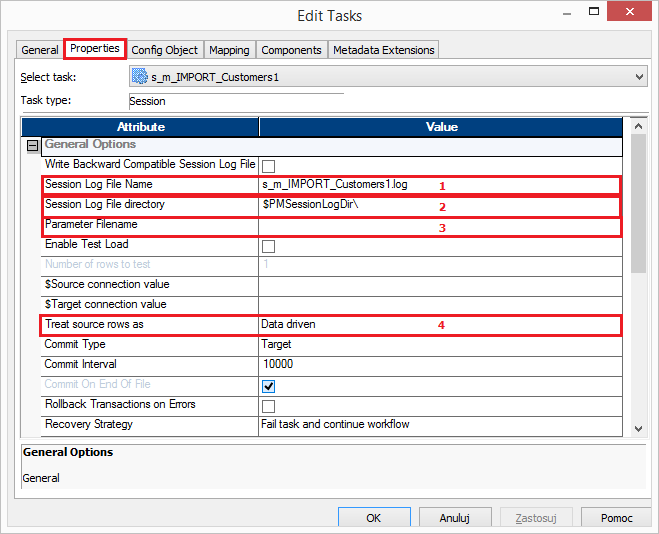 Edit Tasks
General Properties Config Object Mapping Components Metadata Extensions
Select task: s_m_IMPORT_Customers1
Task type: Session
Attribute Value
General Options
Write Backward Compatible Session Log File
Session Log File Name s_m_IMPORT_Customers1.log 1
Session Log File directory $PMSessionLogDir\ 2
Parameter Filename 3
Enable Test Load
Number of rows to test 1
$Source connection value
$Target connection value
Treat source rows as Data driven 4
Commit Type Target
Commit Interval 10000
Commit On End Of File
Rollback Transactions on Errors
Recovery Strategy Fail task and continue workflow
General Options
General
OK Anuluj Zastosuj Pomoc